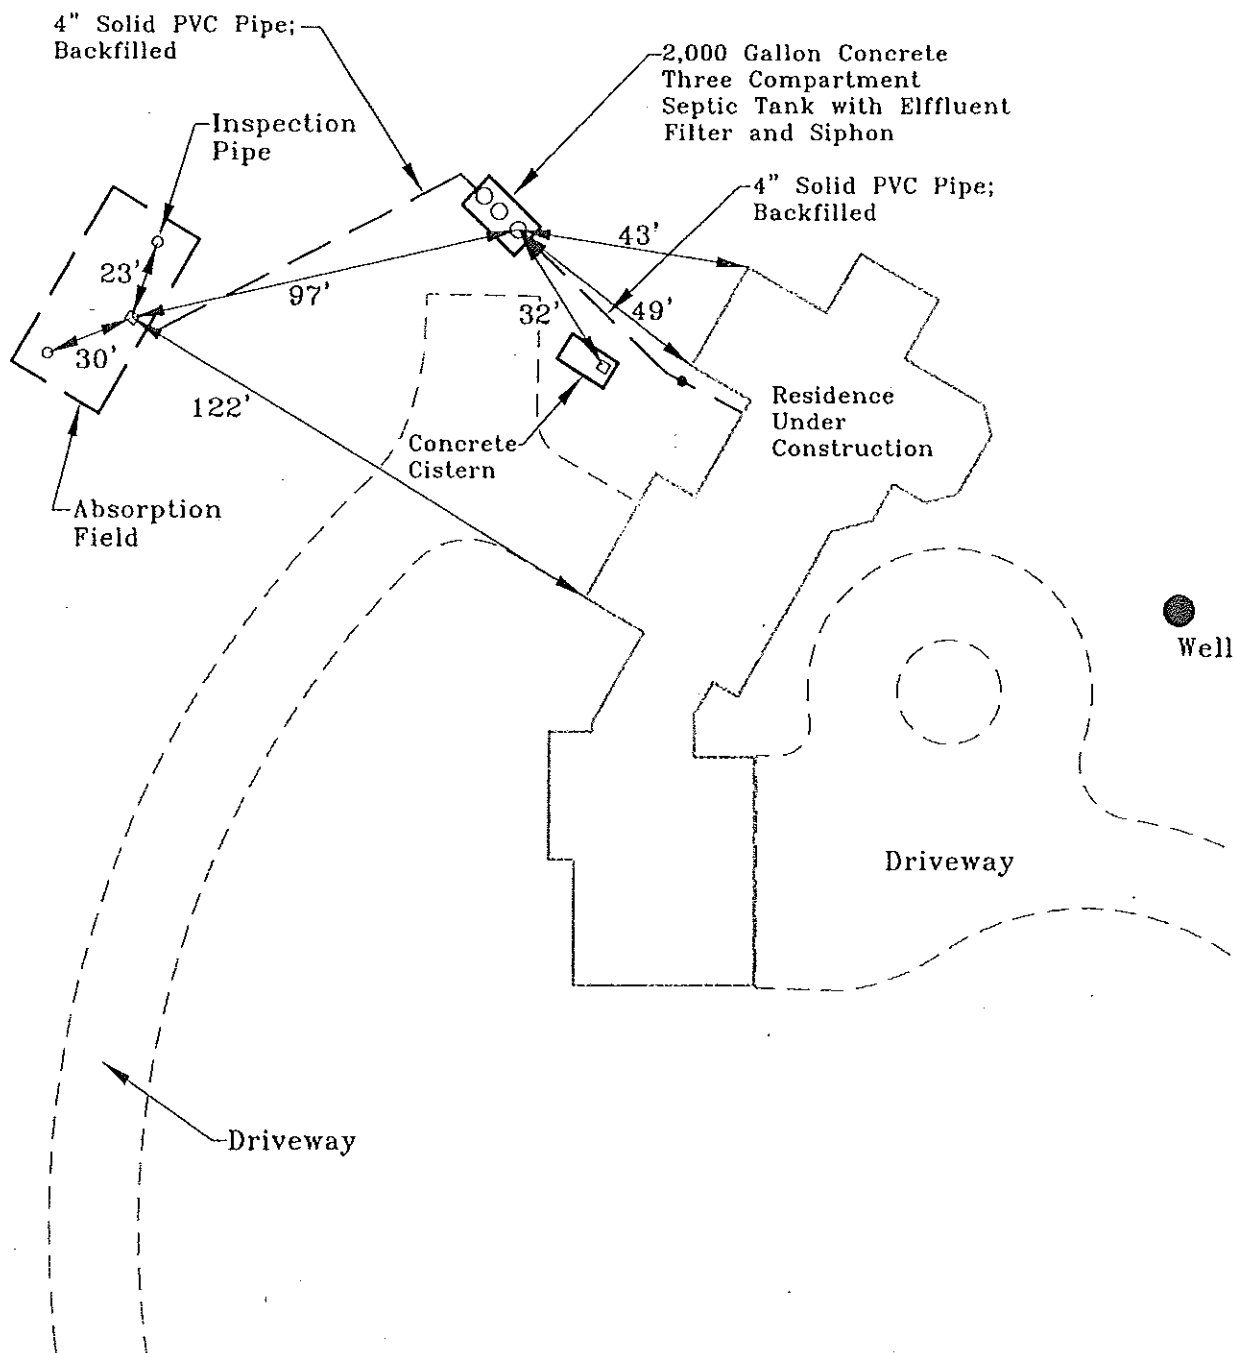 4" Solid PVC Pipe;
Backfilled
2,000 Gallon Concrete
Three Compartment
Septic Tank with Elffluent
Filter and Siphon
Inspection
Pipe
4" Solid PVC Pipe;
Backfilled
43'
23'
97'
32'
49'
30'
122'
Residence
Under
Construction
Concrete
Cistern
Absorption
Field
Well
Driveway
Driveway